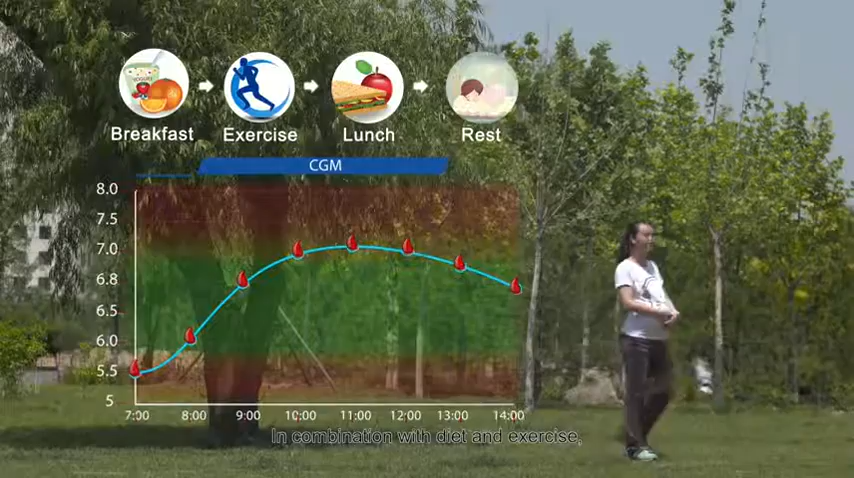 YOGURT
Breakfast Exercise Lunch Rest
CGM
8.0
7.5
7.0
6.8
6.5
6.0
5.5
5
7:00 8:00 9:00 10:00 11:00 12:00 13:00 14:00
In combination with diet and exercise,